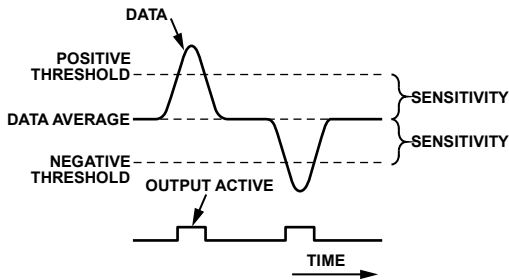 DATA
POSITIVE
THRESHOLD
SENSITIVITY
DATA AVERAGE
SENSITIVITY
NEGATIVE
THRESHOLD
OUTPUT ACTIVE
TIME